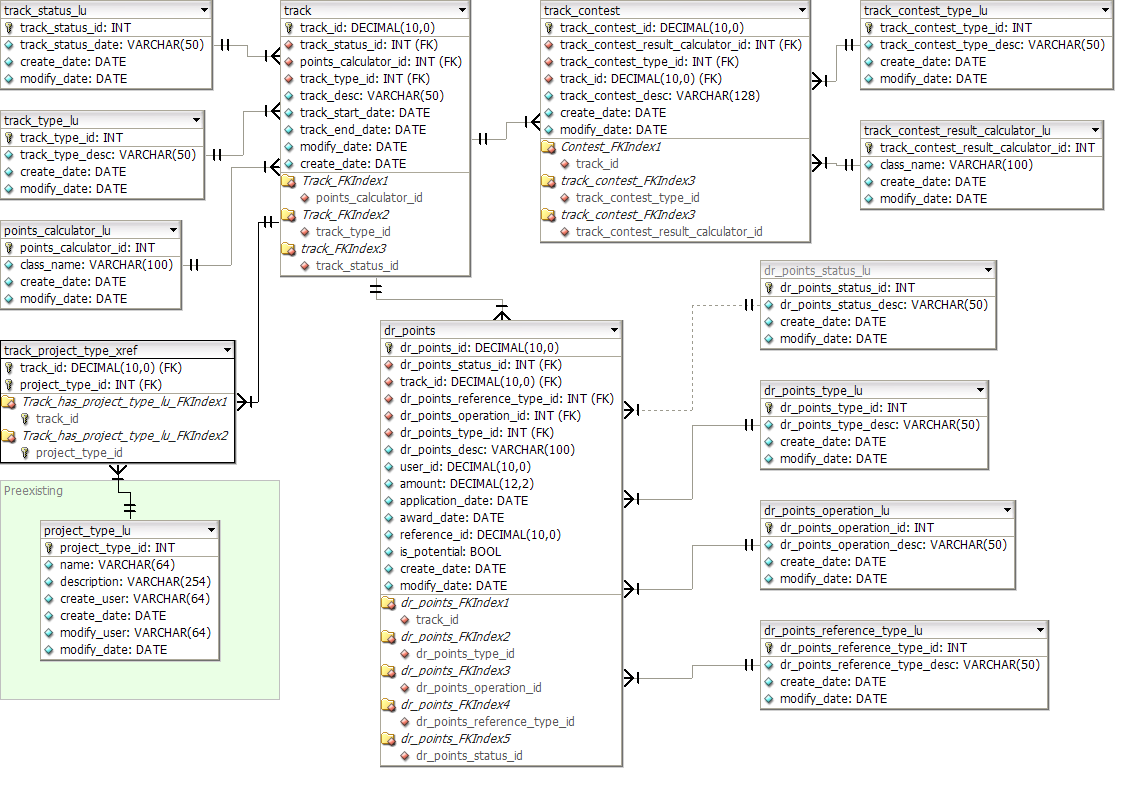 track_status_lu
track_status_id: INT
track_status_date: VARCHAR(50)
create_date: DATE
modify_date: DATE
track_type_lu
track_type_id: INT
track_type_desc: VARCHAR(50)
create_date: DATE
modify_date: DATE
points_calculator_lu
points_calculator_id: INT
class_name: VARCHAR(100)
create_date: DATE
modify_date: DATE
track_project_type_xref
track_id: DECIMAL(10,0) (FK)
project_type_id: INT (FK)
Track_has_project_type_lu_FKIndex1
track_id
Track_has_project_type_lu_FKIndex2
project_type_id
Preexisting
project_type_lu
project_type_id: INT
name: VARCHAR(64)
description: VARCHAR(254)
create_user: VARCHAR(64)
create_date: DATE
modify_user: VARCHAR(64)
modify_date: DATE
track
track_id: DECIMAL(10,0)
track_status_id: INT (FK)
points_calculator_id: INT (FK)
track_type_id: INT (FK)
track_desc: VARCHAR(50)
track_start_date: DATE
track_end_date: DATE
modify_date: DATE
create_date: DATE
Track_FKIndex1
points_calculator_id
Track_FKIndex2
track_type_id
track_FKIndex3
track_status_id
dr_points
dr_points_id: DECIMAL(10,0)
dr_points_status_id: INT (FK)
track_id: DECIMAL(10,0) (FK)
dr_points_reference_type_id: INT (FK)
dr_points_operation_id: INT (FK)
dr_points_type_id: INT (FK)
dr_points_desc: VARCHAR(100)
user_id: DECIMAL(10,0)
amount: DECIMAL(12,2)
application_date: DATE
award_date: DATE
reference_id: DECIMAL(10,0)
is_potential: BOOL
create_date: DATE
modify_date: DATE
dr_points_FKIndex1
track_id
dr_points_FKIndex2
dr_points_type_id
dr_points_FKIndex3
dr_points_operation_id
dr_points_FKIndex4
dr_points_reference_type_id
dr_points_FKIndex5
dr_points_status_id
track_contest
track_contest_id: DECIMAL(10,0)
track_contest_result_calculator_id: INT (FK)
track_contest_type_id: INT (FK)
track_id: DECIMAL(10,0) (FK)
track_contest_desc: VARCHAR(128)
create_date: DATE
modify_date: DATE
Contest_FKIndex1
track_id
track_contest_FKIndex3
track_contest_type_id
track_contest_FKIndex3
track_contest_result_calculator_id
track_contest_type_lu
track_contest_type_id: INT
track_contest_type_desc: VARCHAR(50)
create_date: DATE
modify_date: DATE
track_contest_result_calculator_lu
track_contest_result_calculator_id: INT
class_name: VARCHAR(100)
create_date: DATE
modify_date: DATE
dr_points_status_lu
dr_points_status_id: INT
dr_points_status_desc: VARCHAR(50)
create_date: DATE
modify_date: DATE
dr_points_type_lu
dr_points_type_id: INT
dr_points_type_desc: VARCHAR(50)
create_date: DATE
modify_date: DATE
dr_points_operation_lu
dr_points_operation_id: INT
dr_points_operation_desc: VARCHAR(50)
create_date: DATE
modify_date: DATE
dr_points_reference_type_lu
dr_points_reference_type_id: INT
dr_points_reference_type_desc: VARCHAR(50)
create_date: DATE
modify_date: DATE